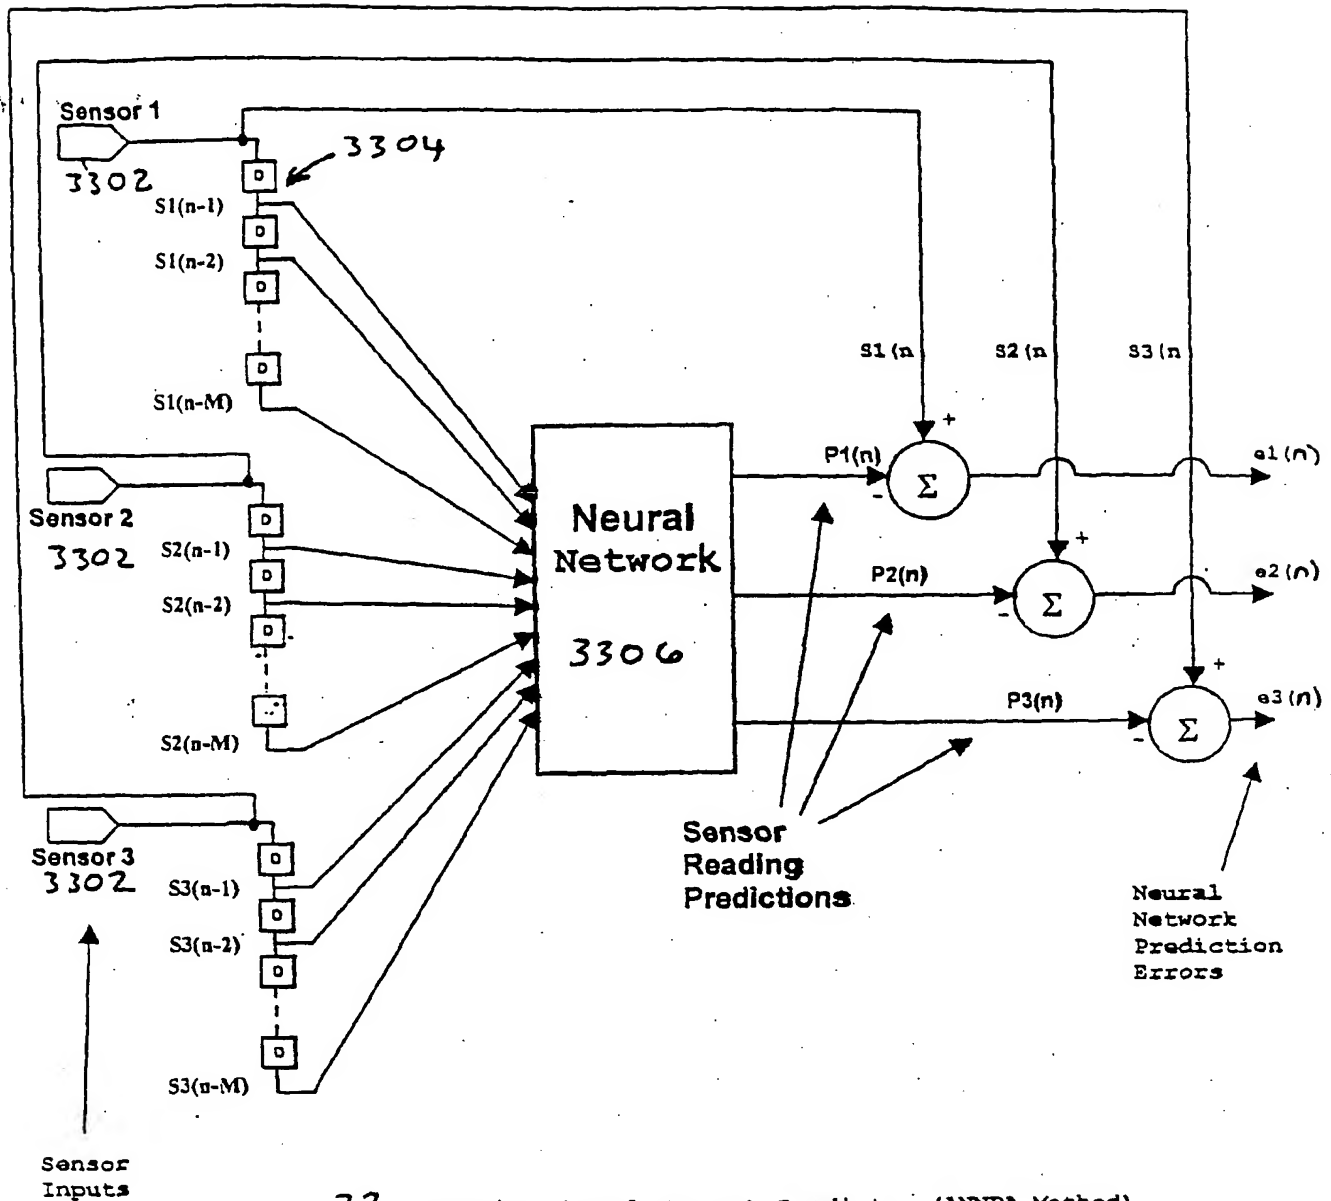 Sensor 1
3302
3304
S1(n-1)
S1(n-2)
S1(n-M)
S1(n
S2(n
S3(n
+
P1(n)
-
Σ
e1(n)
Sensor 2
3302
S2(n-1)
S2(n-2)
S2(n-M)
Neural
Network
3306
+
P2(n)
-
Σ
e2(n)
+
P3(n)
-
Σ
e3(n)
D
D
D
D
D
D
D
Sensor 3
3302
S3(n-1)
S3(n-2)
S3(n-M)
D
D
D
D
Sensor
Reading
Predictions
Neural
Network
Prediction
Errors
Sensor
Inputs
33
Method)